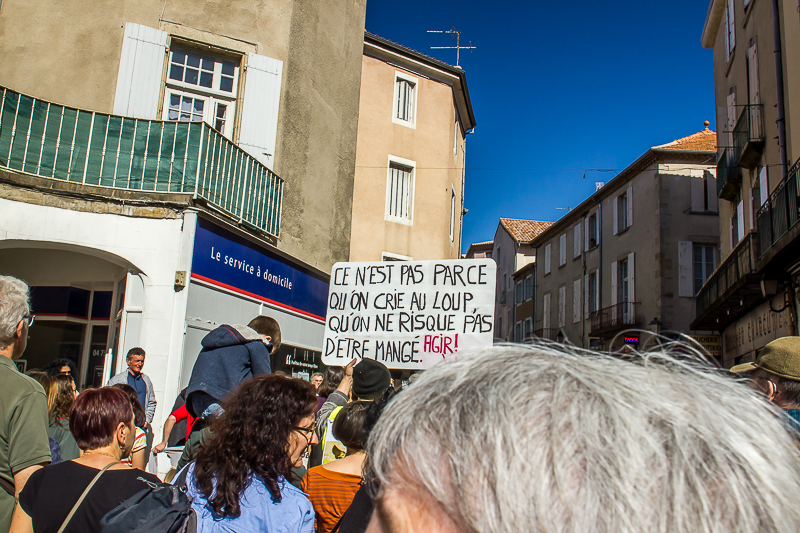 Le service à domicile
CE N'EST PAS PARCE
QU'ON CRIE AU LOUP,
QU'ON NE RISQUE PAS
D'ÊTRE MANGÉ. AGIR!